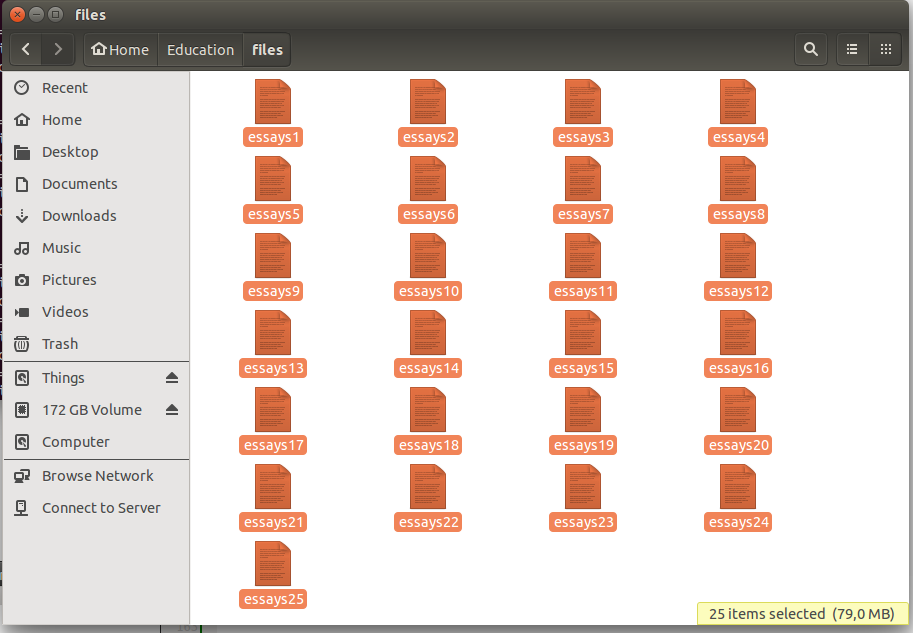 files
Home Education files
Recent
Home
Desktop
Documents
Downloads
Music
Pictures
Videos
Trash
Things
172 GB Volume
Computer
Browse Network
Connect to Server
essays1 essays2 essays3 essays4
essays5 essays6 essays7 essays8
essays9 essays10 essays11 essays12
essays13 essays14 essays15 essays16
essays17 essays18 essays19 essays20
essays21 essays22 essays23 essays24
essays25
25 items selected (79,0 MB)